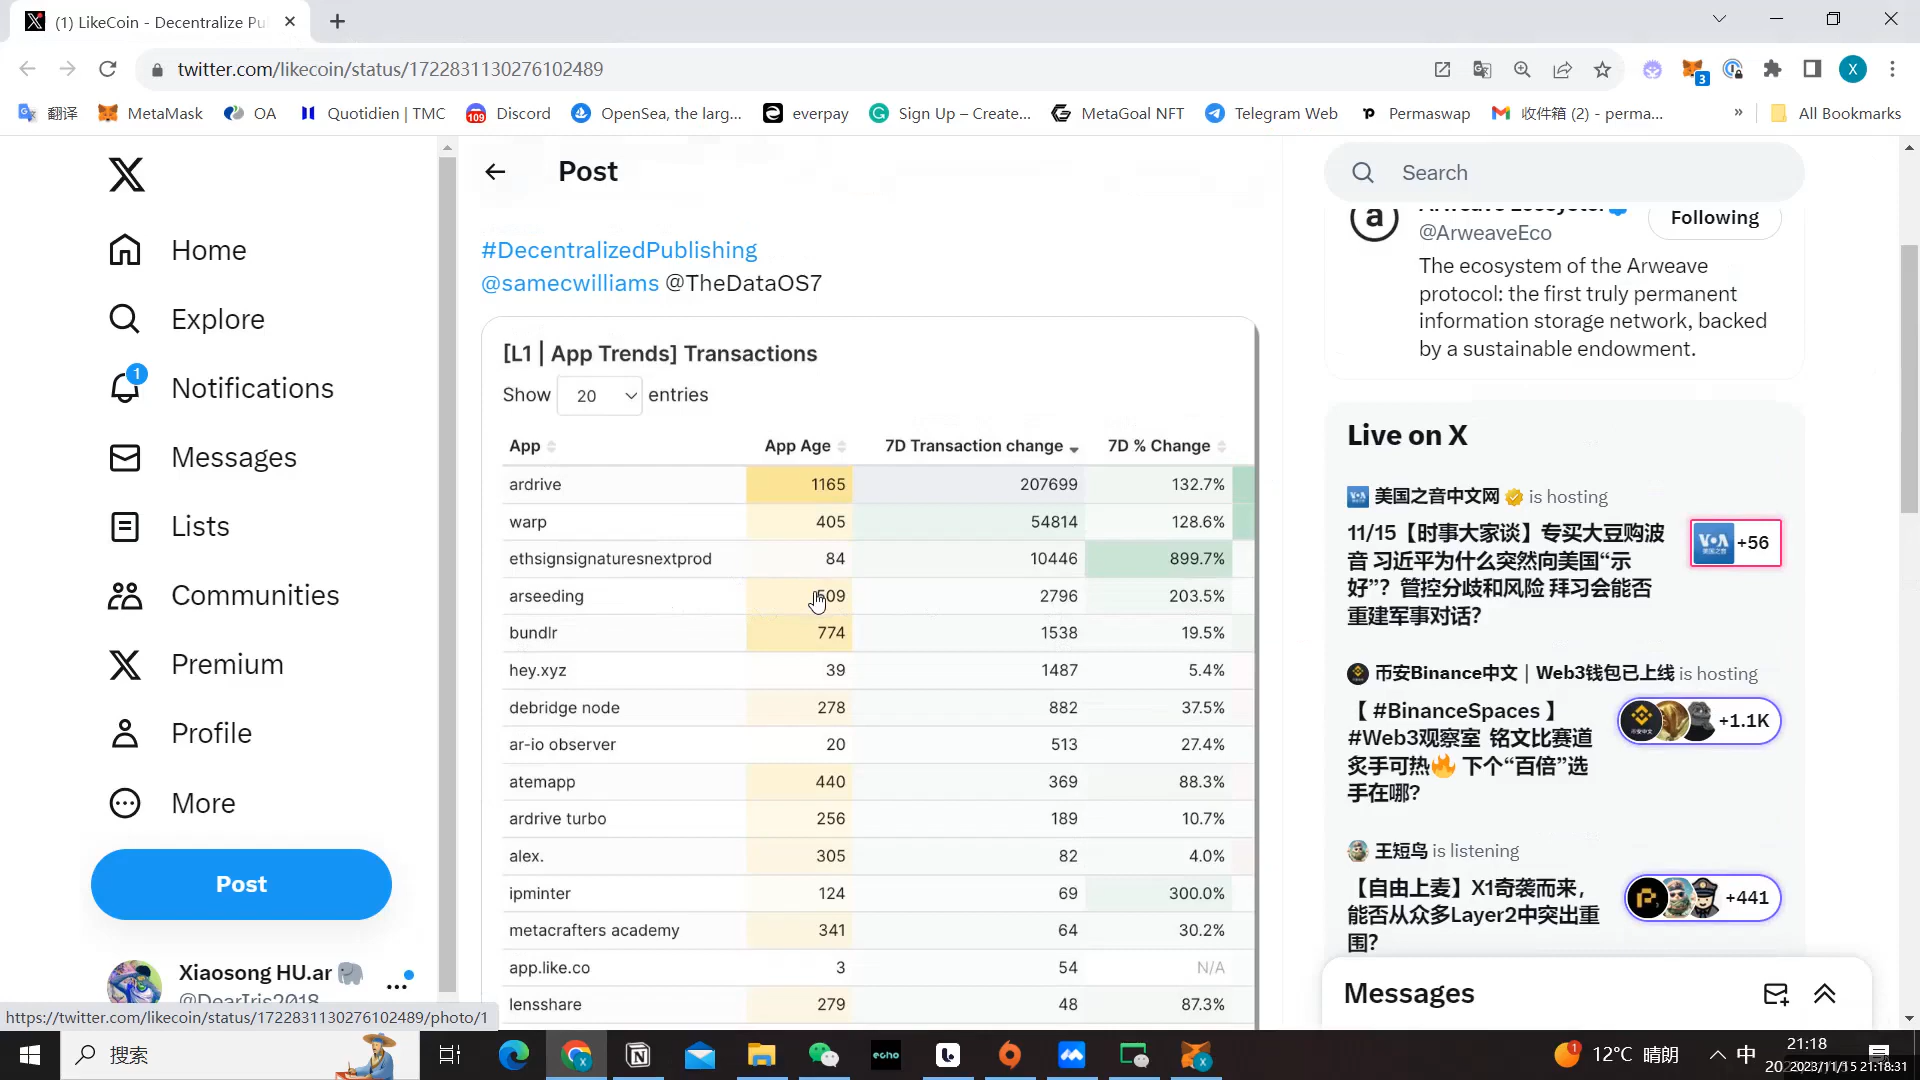 (1) LikeCoin - Decentralize Pu
twitter.com/likecoin/status/1722831130276102489
3
X
翻译
MetaMask
OA
Quotidien | TMC
109
Discord
OpenSea, the larg...
everpay
Sign Up – Create...
MetaGoal NFT
Telegram Web
Permaswap
收件箱 (2) - perma...
»
All Bookmarks
Home
Explore
1
Notifications
Messages
Lists
Communities
Premium
Profile
More
Post
Xiaosong HU.ar
@DearIris2018
Post
#DecentralizedPublishing
@samecwilliams @TheDataOS7
[L1 | App Trends] Transactions
Show 20 entries
App App Age 7D Transaction change 7D % Change
ardrive 1165 207699 132.7%
warp 405 54814 128.6%
ethsignsignaturesnextprod 84 10446 899.7%
arseeding 509 2796 203.5%
bundlr 774 1538 19.5%
hey.xyz 39 1487 5.4%
debridge node 278 882 37.5%
ar-io observer 20 513 27.4%
atemapp 440 369 88.3%
ardrive turbo 256 189 10.7%
alex. 305 82 4.0%
ipminter 124 69 300.0%
metacrafters academy 341 64 30.2%
app.like.co 3 54 N/A
lensshare 279 48 87.3%
Search
a
@ArweaveEco
Following
The ecosystem of the Arweave
protocol: the first truly permanent
information storage network, backed
by a sustainable endowment.
Live on X
美国之音中文网 is hosting
11/15【时事大家谈】专买大豆购波
音 习近平为什么突然向美国“示
好”？管控分歧和风险 拜习会能否
重建军事对话?
VOA
+56
币安Binance中文｜Web3钱包已上线 is hosting
【 #BinanceSpaces 】
#Web3观察室 铭文比赛道
炙手可热🔥 下个“百倍”选
手在哪?
+1.1K
王短鸟 is listening
【自由上麦】X1奇袭而来，
能否从众多Layer2中突出重
围?
+441
Messages
https://twitter.com/likecoin/status/1722831130276102489/photo/1
搜索
echo
1
12°C 晴朗
中
21:18
2023/11/15 21:18:31